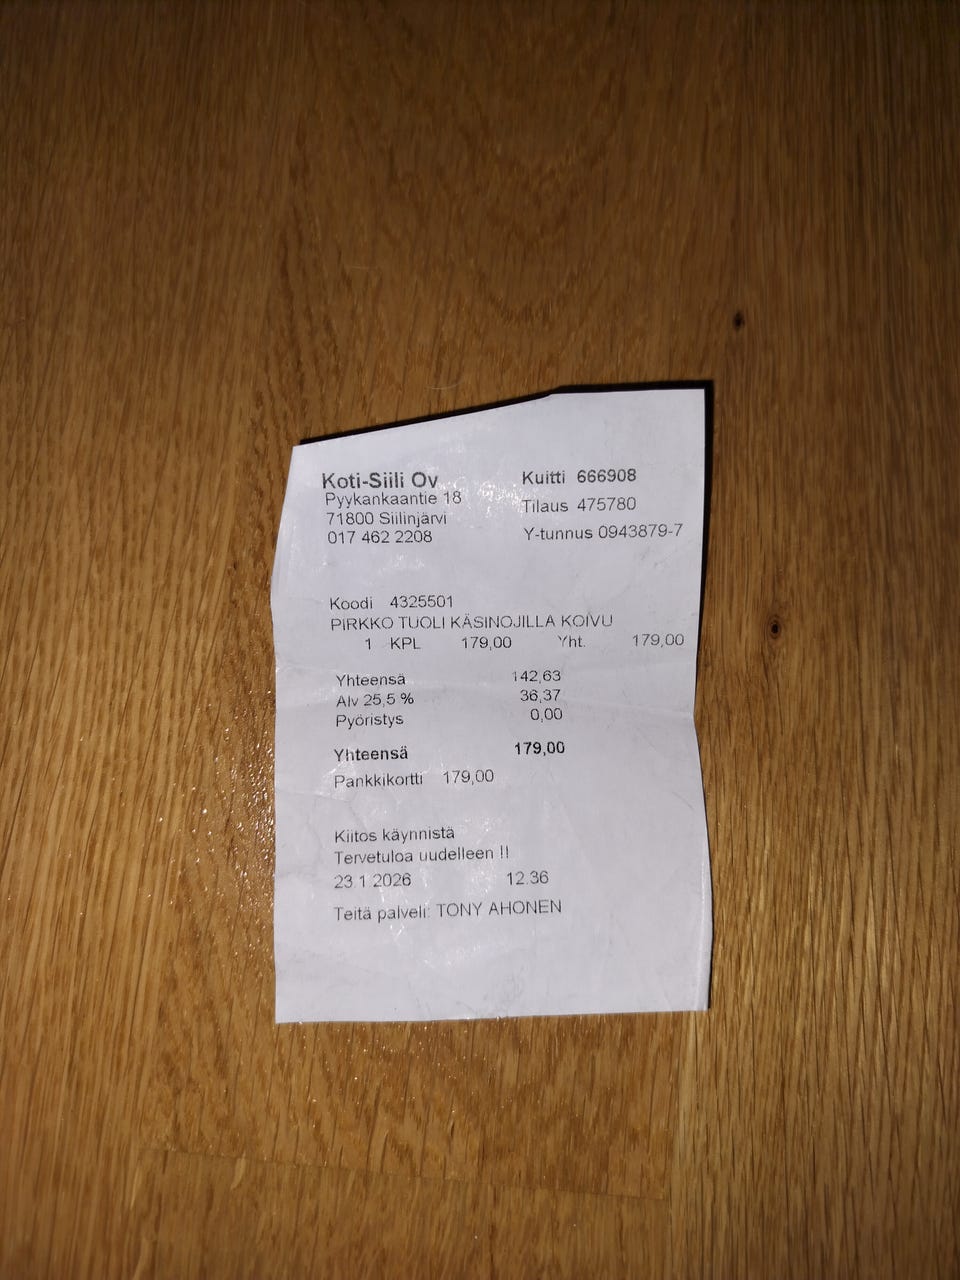 Koti-Siili Oy
Pyykankaantie 18
71800 Siilinjärvi
017 462 2208
Kuitti 666908
Tilaus 475780
Y-tunnus 0943879-7
Koodi 4325501
PIRKKO TUOLI KÄSINOJILLA KOIVU
1 KPL 179,00 Yht. 179,00
Yhteensä 142,63
Alv 25,5 % 36,37
Pyöristys 0,00
Yhteensä 179,00
Pankkikortti 179,00
Kiitos käynnistä
Tervetuloa uudelleen !!
23.1.2026 12.36
Teitä palveli: TONY AHONEN